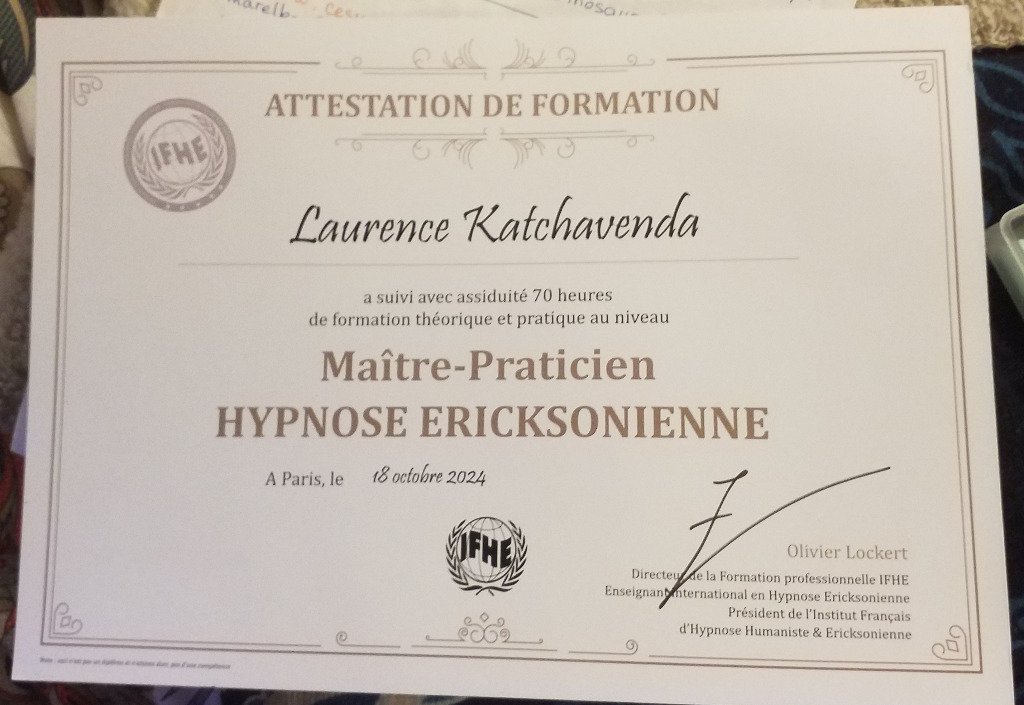 marelb.
IFHE
ATTESTATION DE FORMATION
Laurence Katchavenda
a suivi avec assiduité 70 heures
de formation théorique et pratique au niveau
Maître-Praticien
HYPNOSE ERICKSONIENNE
A Paris, le 18 octobre 2024
IFHE
Olivier Lockert
Directeur de la Formation professionnelle IFHE
Enseignant International en Hypnose Ericksonienne
Président de l'Institut Français
d'Hypnose Humaniste & Ericksonienne